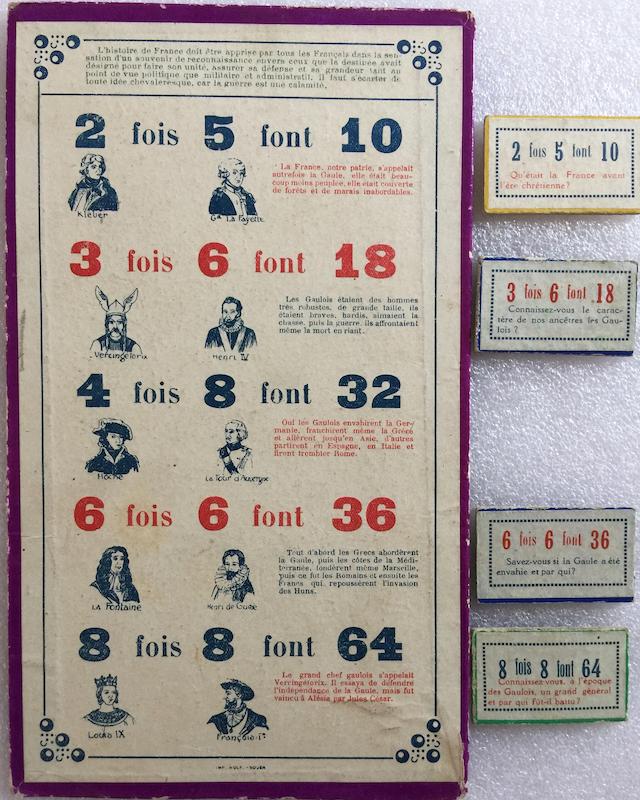 L'histoire de France doit être apprise par tous les Français dans la sen-
sation d'un souvenir de reconnaissance envers ceux que la destinée avait
désigné pour faire son unité, assurer sa défense et sa grandeur tant au
point de vue politique que militaire et administratif. Il faut s'écarter de
toute idée chevaleresque, car la guerre est une calamité.
2 fois 5 font 10
Kléber
Gal La Fayette
La France, notre patrie, s'appelait
autrefois la Gaule, elle était beau-
coup moins peuplée, elle était couverte
de forêts et de marais inabordables.
3 fois 6 font 18
Vercingétorix
Henri IV
Les Gaulois étaient des hommes
très robustes, de grande taille, ils
étaient braves, hardis, aimaient la
chasse, puis la guerre, ils affrontaient
même la mort en riant.
4 fois 8 font 32
Hoche
La Tour d'Auvergne
Oui les Gaulois envahirent la Ger-
manie, franchirent même la Grèce
et allèrent jusqu'en Asie, d'autres
partirent en Espagne, en Italie et
firent trembler Rome.
6 fois 6 font 36
LA Fontaine
Henri de Guise
Tout d'abord les Grecs abordèrent
la Gaule, puis les côtes de la Médi-
terranée, fondèrent même Marseille,
puis ce fut les Romains et ensuite les
Francs qui repoussèrent l'invasion
des Huns.
8 fois 8 font 64
Louis IX
François Ier
Le grand chef gaulois s'appelait
Verringétorix. Il essaya de défendre
l'indépendance de la Gaule, mais fut
vaincu à Alésia par Jules César.
IMP. WOLF - ROUEN
2 fois 5 font 10
Qu'était la France avant
l'ère chrétienne?
3 fois 6 font 18
Connaissez-vous le carac-
tère de nos ancêtres les Gau-
lois ?
6 fois 6 font 36
Savez-vous si la Gaule a été
envahie et par qui?
8 fois 8 font 64
Connaissez-vous, à l'époque
des Gaulois, un grand général
et par qui fût-il battu?